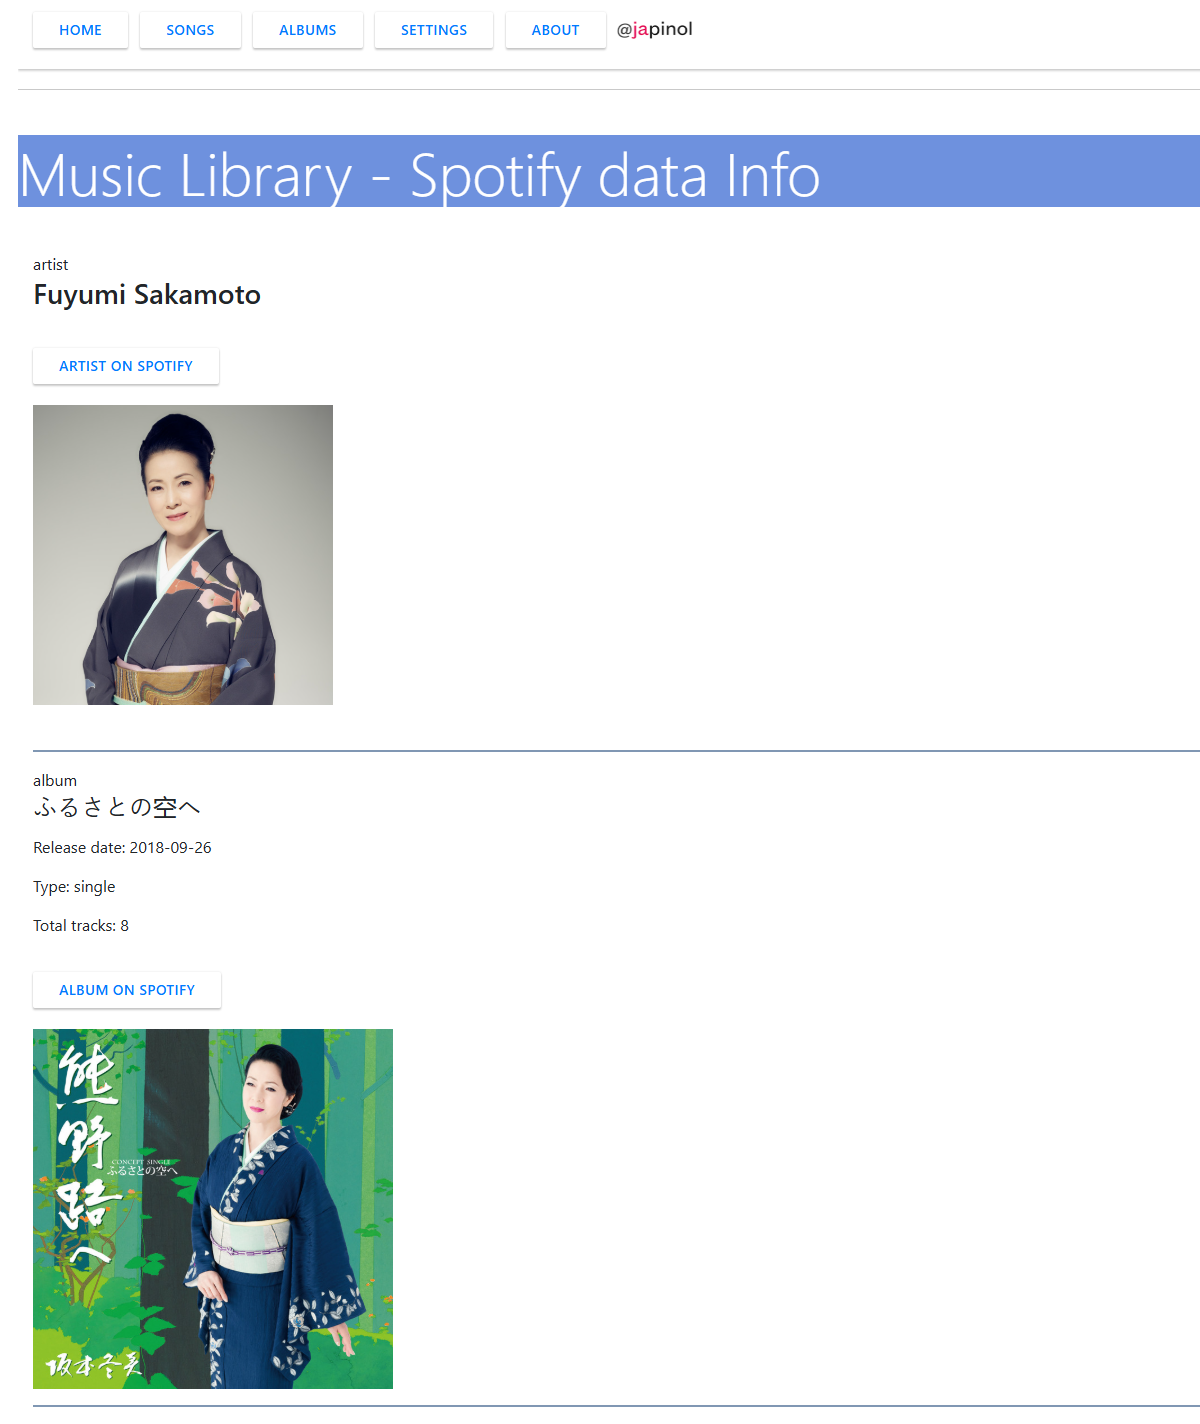 HOME SONGS ALBUMS SETTINGS ABOUT @japinol
Music Library - Spotify data Info
artist
Fuyumi Sakamoto
ARTIST ON SPOTIFY
album
ふるさとの空へ
Release date: 2018-09-26
Type: single
Total tracks: 8
ALBUM ON SPOTIFY
熊野路へ
CONCEPT SINGLE
ふるさとの空へ
坂本冬美